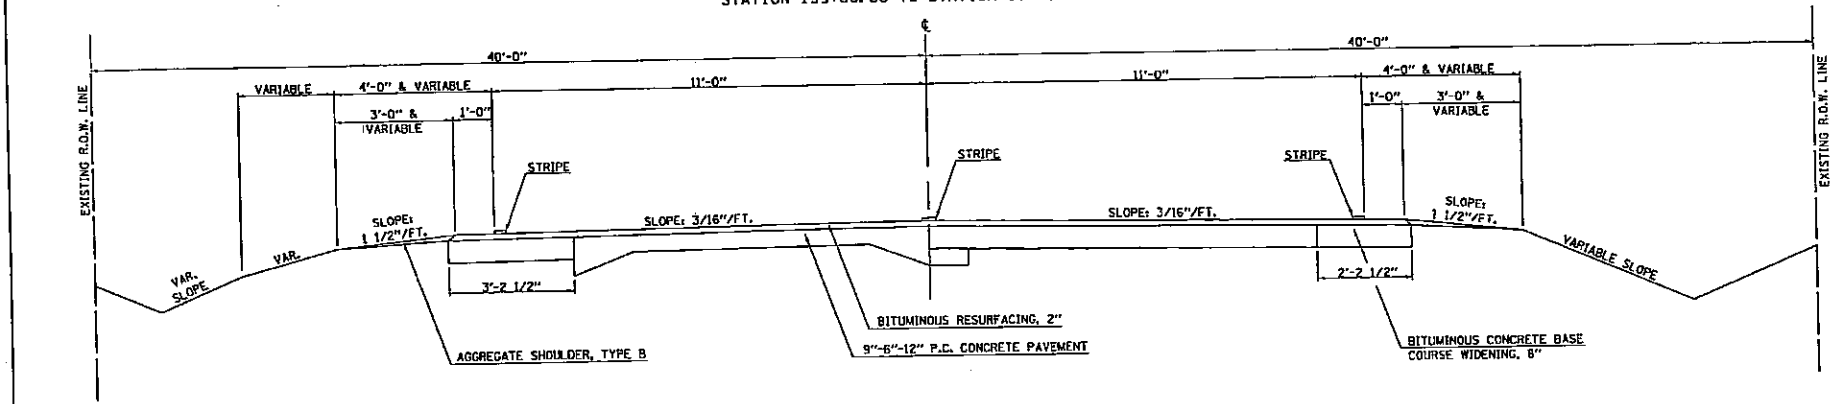 ℄
40'-0"
40'-0"
EXISTING R.O.W. LINE
VARIABLE
4'-0" & VARIABLE
11'-0"
11'-0"
4'-0" & VARIABLE
EXISTING R.O.W. LINE
3'-0" &
VARIABLE
1'-0"
1'-0"
3'-0" &
VARIABLE
STRIPE
STRIPE
STRIPE
SLOPE:
1 1/2"/FT.
SLOPE: 3/16"/FT.
SLOPE: 3/16"/FT.
SLOPE:
1 1/2"/FT.
VAR.
SLOPE
VAR.
VARIABLE SLOPE
3'-2 1/2"
2'-2 1/2"
BITUMINOUS RESURFACING, 2"
9"-6"-12" P.C. CONCRETE PAVEMENT
AGGREGATE SHOULDER, TYPE B
BITUMINOUS CONCRETE BASE
COURSE WIDENING, 8"